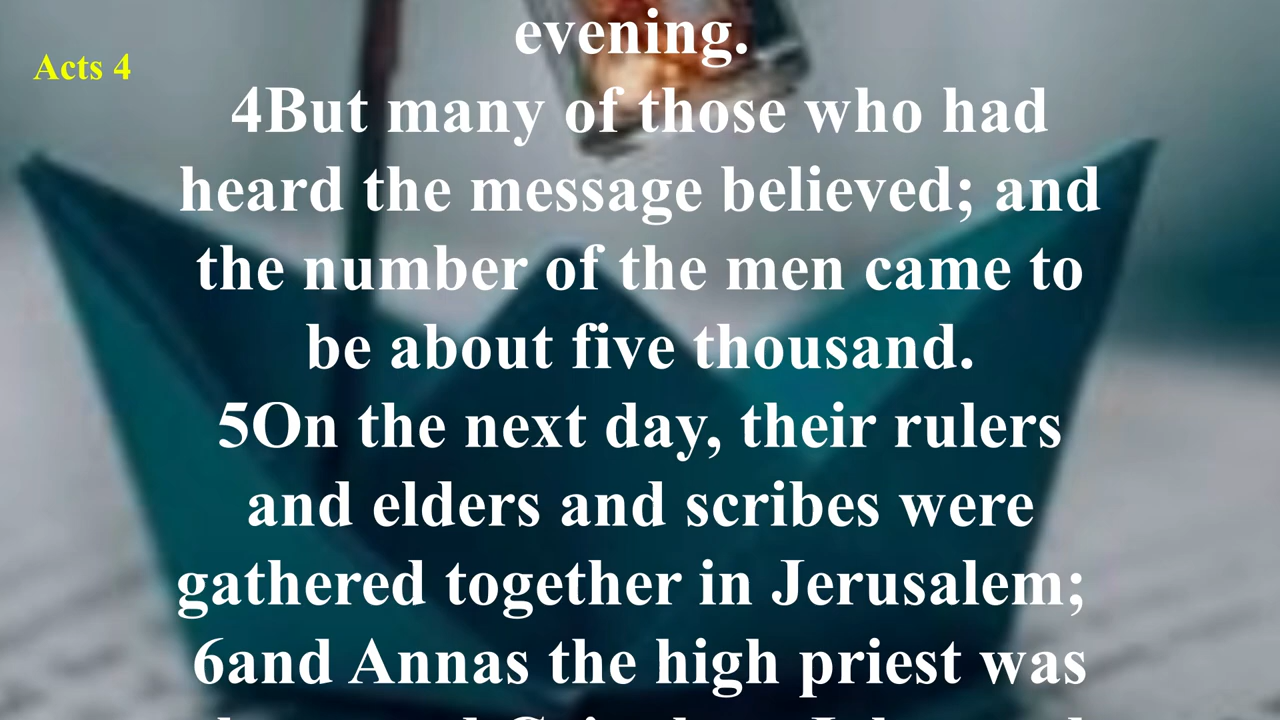 evening.
Acts 4
4But many of those who had
heard the message believed; and
the number of the men came to
be about five thousand.
5On the next day, their rulers
and elders and scribes were
gathered together in Jerusalem;
6and Annas the high priest was